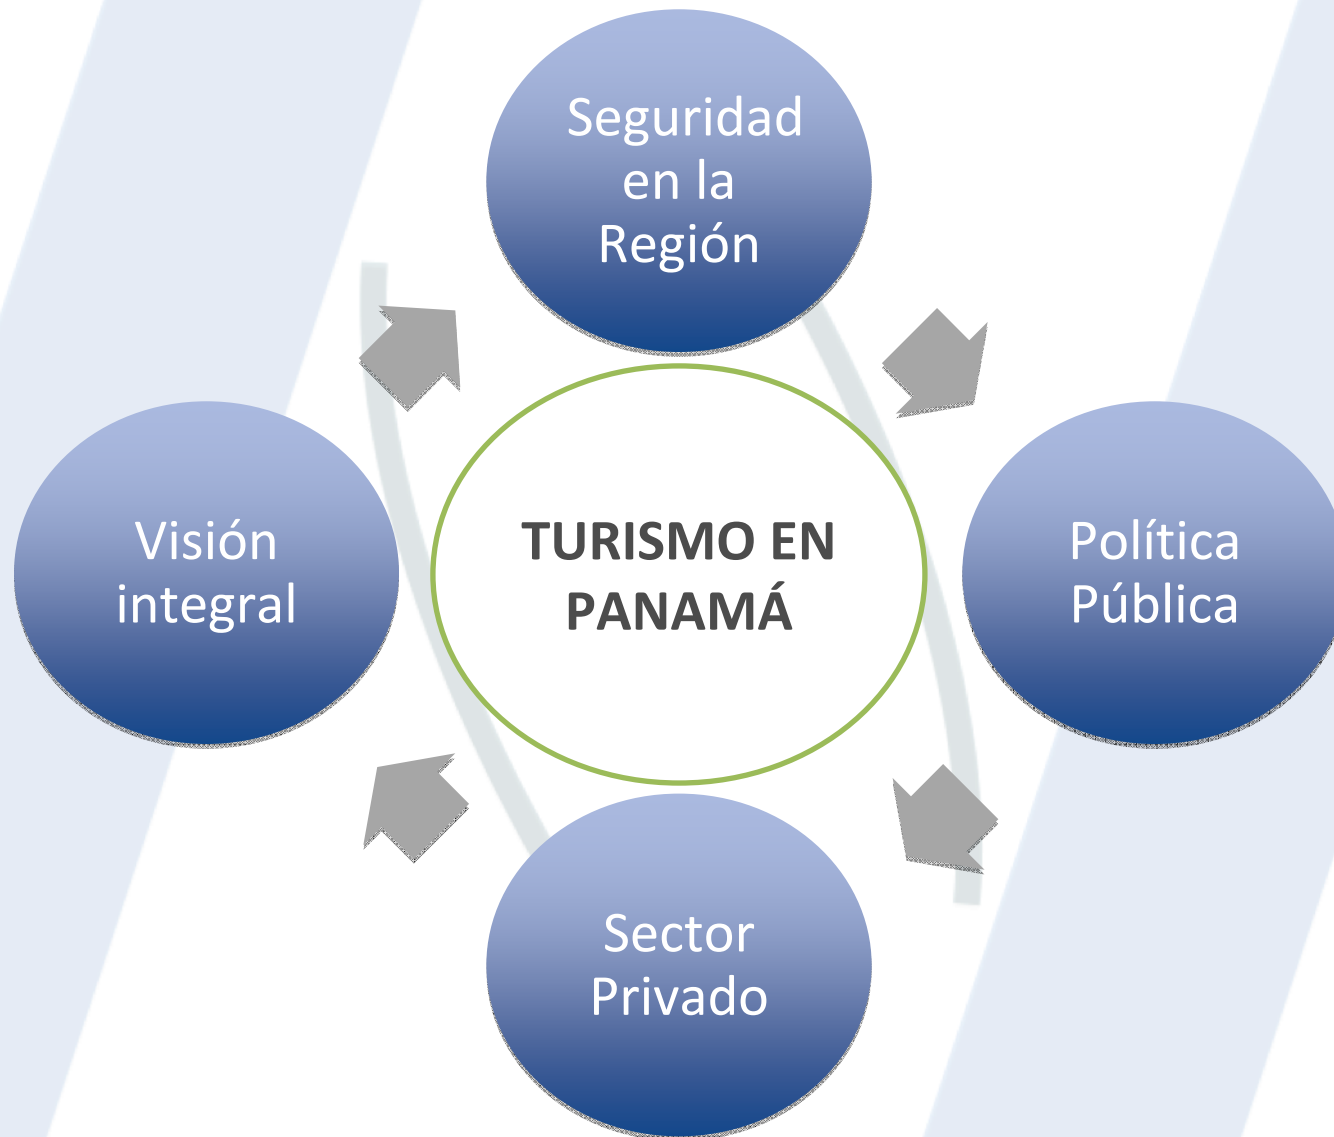 Seguridad
en la
Región
Visión
integral
TURISMO EN
PANAMÁ
Política
Pública
Sector
Privado